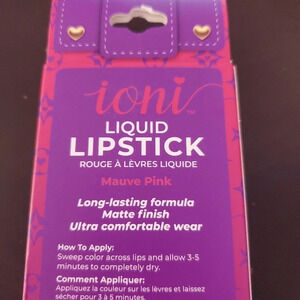 ioni™
LIQUID
LIPSTICK
ROUGE À LÈVRES LIQUIDE
Mauve Pink
Long-lasting formula
Matte finish
Ultra comfortable wear
How To Apply:
Sweep color across lips and allow 3-5
minutes to completely dry.
Comment Appliquer:
Appliquez la couleur sur les lèvres et laissez
sécher pour 3 à 5 minutes.